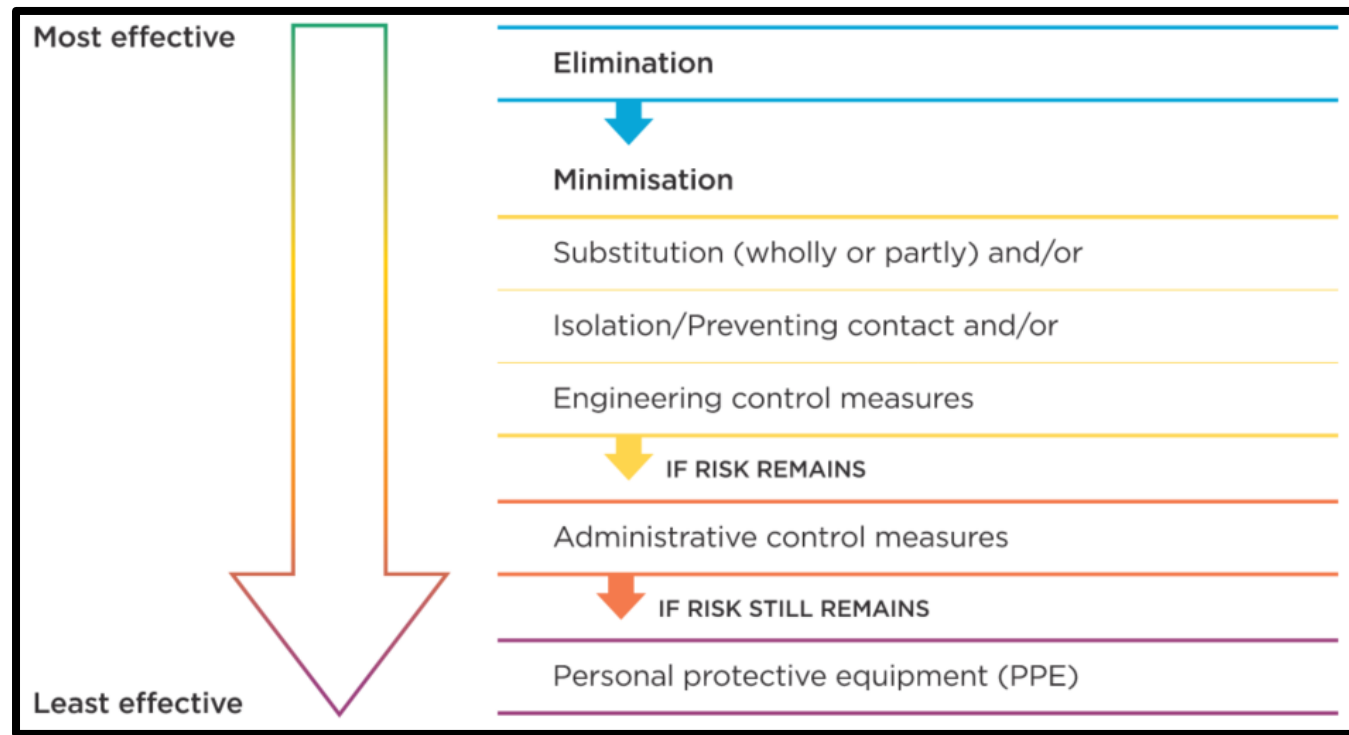 Most effective
Elimination
Minimisation
Substitution (wholly or partly) and/or
Isolation/Preventing contact and/or
Engineering control measures
IF RISK REMAINS
Administrative control measures
IF RISK STILL REMAINS
Personal protective equipment (PPE)
Least effective